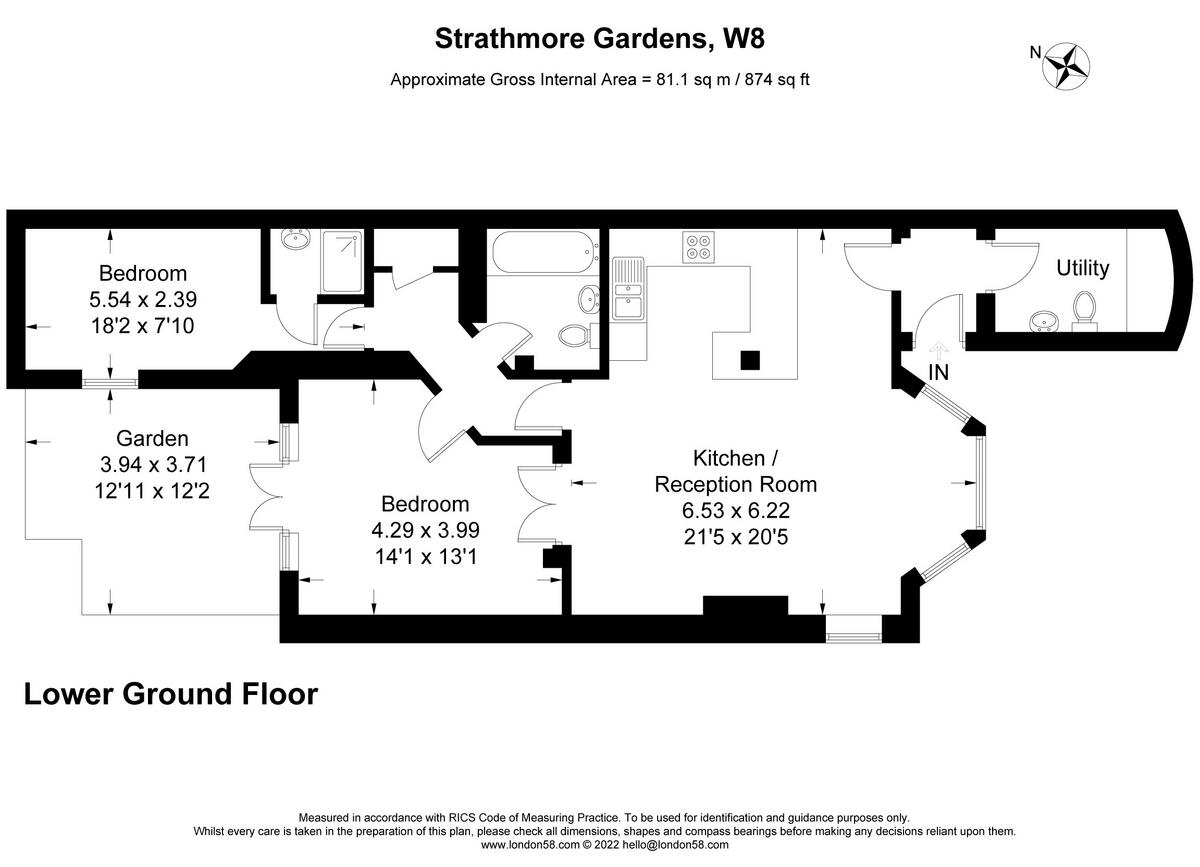 Strathmore Gardens, W8
Approximate Gross Internal Area = 81.1 sq m / 874 sq ft
N
Bedroom
5.54 x 2.39
18'2 x 7'10
Utility
IN
Garden
3.94 x 3.71
12'11 x 12'2
Bedroom
4.29 x 3.99
14'1 x 13'1
Kitchen /
Reception Room
6.53 x 6.22
21'5 x 20'5
Lower Ground Floor
Measured in accordance with RICS Code of Measuring Practice. To be used for identification and guidance purposes only.
Whilst every care is taken in the preparation of this plan, please check all dimensions, shapes and compass bearings before making any decisions reliant upon them.
www.london58.com © 2022 hello@london58.com